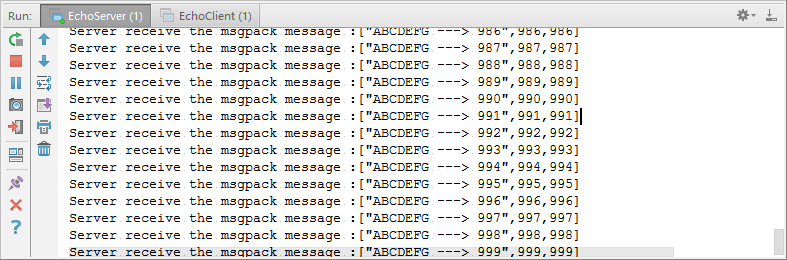 Run: EchoServer (1) EchoClient (1)
Server receive the msgpack message :["ABCDEFG ---> 986",986,986]
Server receive the msgpack message :["ABCDEFG ---> 987",987,987]
Server receive the msgpack message :["ABCDEFG ---> 988",988,988]
Server receive the msgpack message :["ABCDEFG ---> 989",989,989]
Server receive the msgpack message :["ABCDEFG ---> 990",990,990]
Server receive the msgpack message :["ABCDEFG ---> 991",991,991]
Server receive the msgpack message :["ABCDEFG ---> 992",992,992]
Server receive the msgpack message :["ABCDEFG ---> 993",993,993]
Server receive the msgpack message :["ABCDEFG ---> 994",994,994]
Server receive the msgpack message :["ABCDEFG ---> 995",995,995]
Server receive the msgpack message :["ABCDEFG ---> 996",996,996]
Server receive the msgpack message :["ABCDEFG ---> 997",997,997]
Server receive the msgpack message :["ABCDEFG ---> 998",998,998]
Server receive the msgpack message :["ABCDEFG ---> 999",999,999]